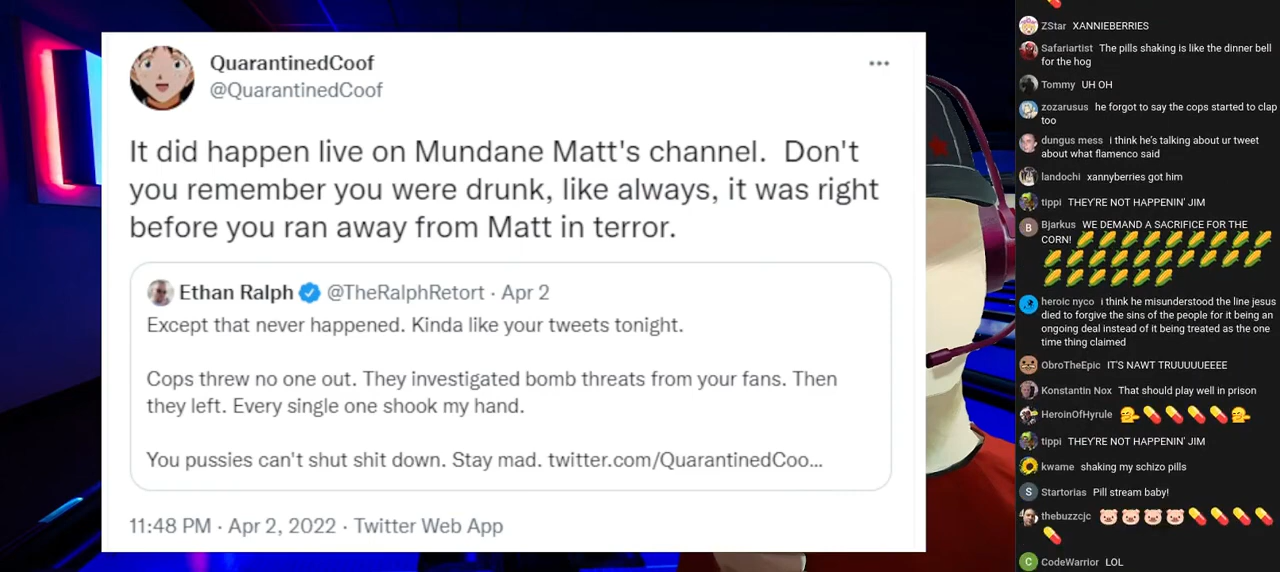 QuarantinedCoof
@QuarantinedCoof
It did happen live on Mundane Matt's channel.  Don't
you remember you were drunk, like always, it was right
before you ran away from Matt in terror.
Ethan Ralph @TheRalphRetort · Apr 2
Except that never happened. Kinda like your tweets tonight.
Cops threw no one out. They investigated bomb threats from your fans. Then
they left. Every single one shook my hand.
You pussies can't shut shit down. Stay mad. twitter.com/QuarantinedCoo...
11:48 PM · Apr 2, 2022 · Twitter Web App
ZStar XANNIEBERRIES
Safariartist The pills shaking is like the dinner bell
for the hog
Tommy UH OH
zozarusus he forgot to say the cops started to clap
too
dungus mess i think he's talking about ur tweet
about what flamenco said
landochi xannyberries got him
tippi THEY'RE NOT HAPPENIN' JIM
B Bjarkus WE DEMAND A SACRIFICE FOR THE
CORN! 🌽🌽🌽🌽🌽🌽🌽🌽🌽
🌽🌽🌽🌽🌽🌽🌽🌽🌽🌽
🌽🌽🌽🌽🌽🌽
heroic nyco i think he misunderstood the line jesus
died to forgive the sins of the people for it being an
ongoing deal instead of it being treated as the one
time thing claimed
ObroTheEpic IT'S NAWT TRUUUUUEEEE
Konstantin Nox That should play well in prison
HeroinOfHyrule
tippi THEY'RE NOT HAPPENIN' JIM
kwame shaking my schizo pills
S Startorias Pill stream baby!
thebuzzcjc 🐷🐷🐷🐷💊💊💊💊
💊
C CodeWarrior LOL